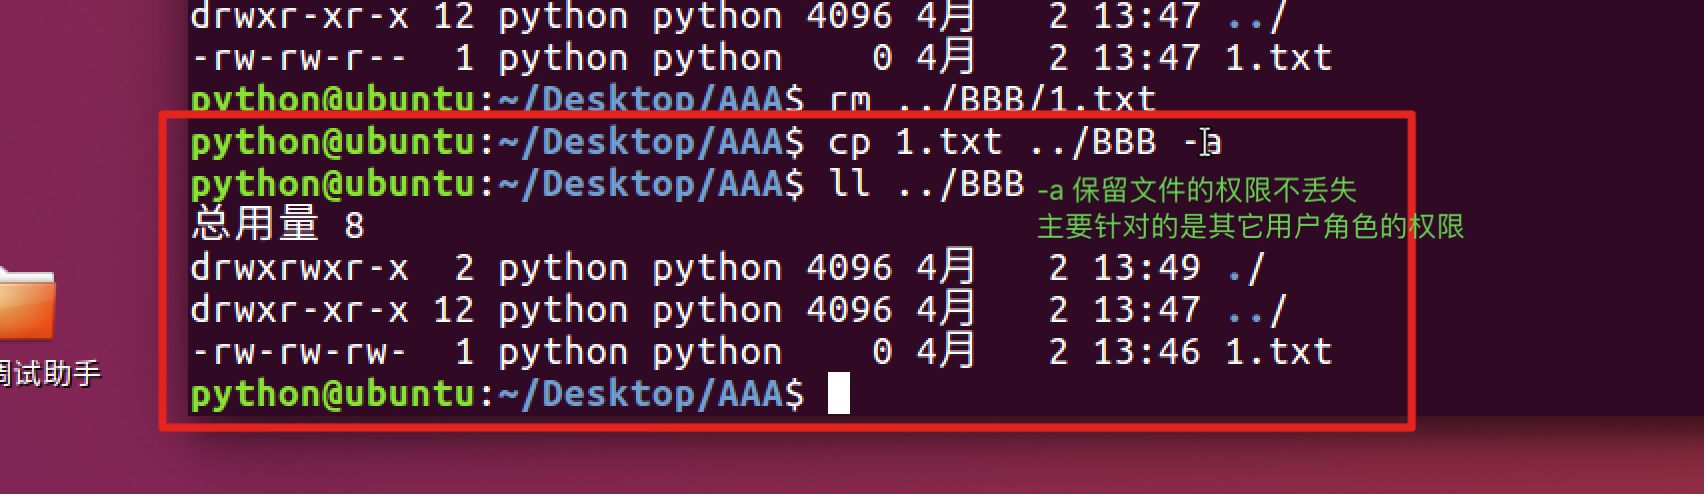 drwxr-xr-x 12 python python 4096 4月   2 13:47 ../
-rw-rw-r--  1 python python    0 4月   2 13:47 1.txt
python@ubuntu:~/Desktop/AAA$ rm ../BBB/1.txt
python@ubuntu:~/Desktop/AAA$ cp 1.txt ../BBB -a
python@ubuntu:~/Desktop/AAA$ ll ../BBB
-a 保留文件的权限不丢失
主要针对的是其它用户角色的权限
总用量 8
drwxrwxr-x  2 python python 4096 4月   2 13:49 ./
drwxr-xr-x 12 python python 4096 4月   2 13:47 ../
-rw-rw-rw-  1 python python    0 4月   2 13:46 1.txt
python@ubuntu:~/Desktop/AAA$
调试助手